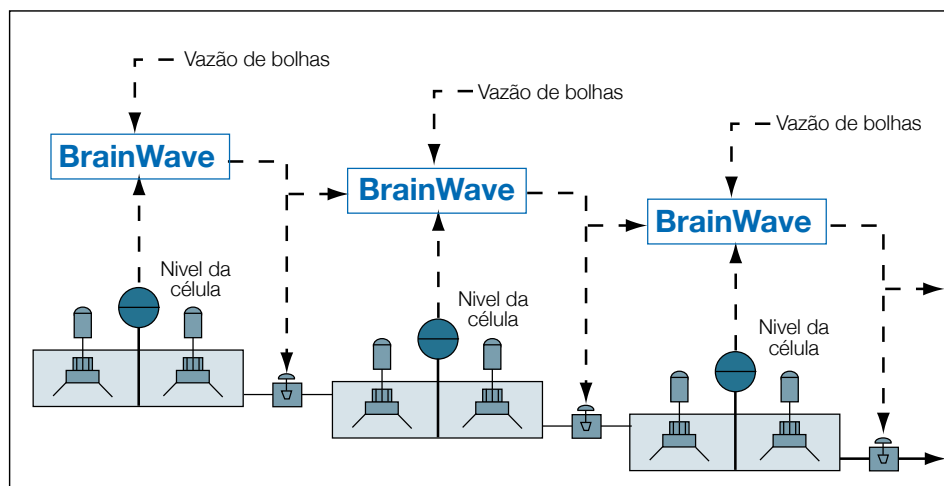 Vazão de bolhas
BrainWave
Nivel da
célula
Vazão de bolhas
BrainWave
Nivel da
célula
Vazão de bolhas
BrainWave
Nivel da
célula